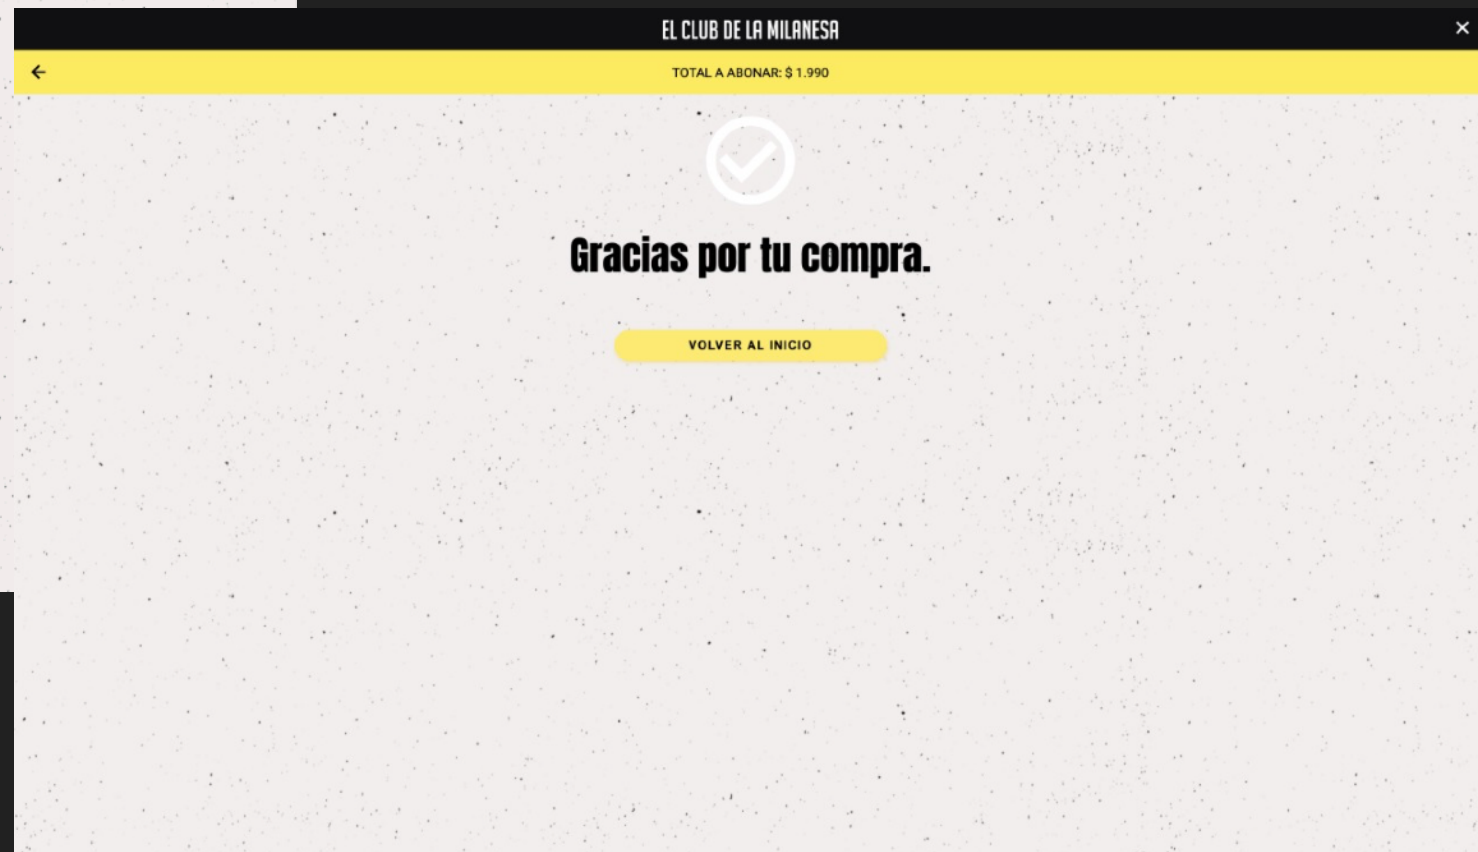 EL CLUB DE LA MILANESA
TOTAL A ABONAR: $ 1.990
Gracias por tu compra.
VOLVER AL INICIO